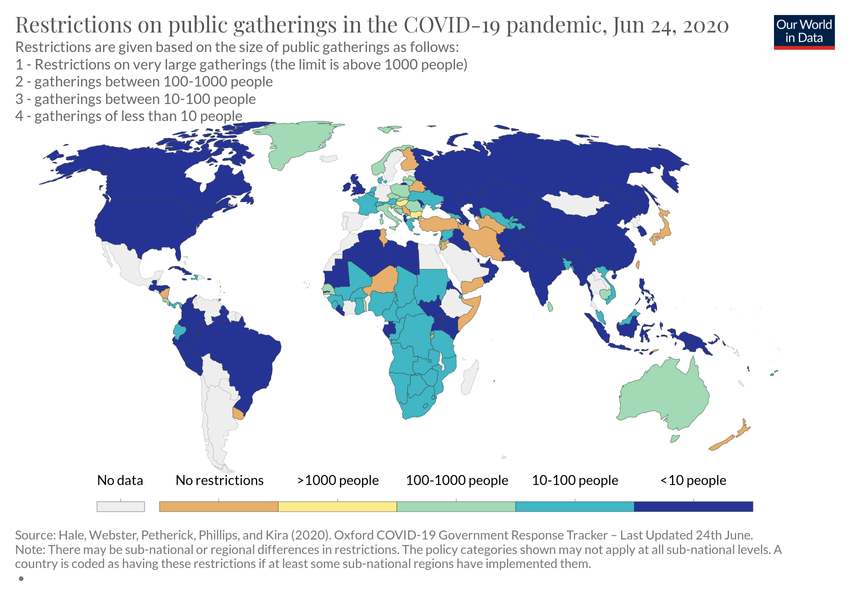 Restrictions on public gatherings in the COVID-19 pandemic, Jun 24, 2020
Our World
in Data
Restrictions are given based on the size of public gatherings as follows:
1 - Restrictions on very large gatherings (the limit is above 1000 people)
2 - gatherings between 100-1000 people
3 - gatherings between 10-100 people
4 - gatherings of less than 10 people
No data
No restrictions
>1000 people
100-1000 people
10-100 people
<10 people
Source: Hale, Webster, Petherick, Phillips, and Kira (2020). Oxford COVID-19 Government Response Tracker – Last Updated 24th June.
Note: There may be sub-national or regional differences in restrictions. The policy categories shown may not apply at all sub-national levels. A
country is coded as having these restrictions if at least some sub-national regions have implemented them.